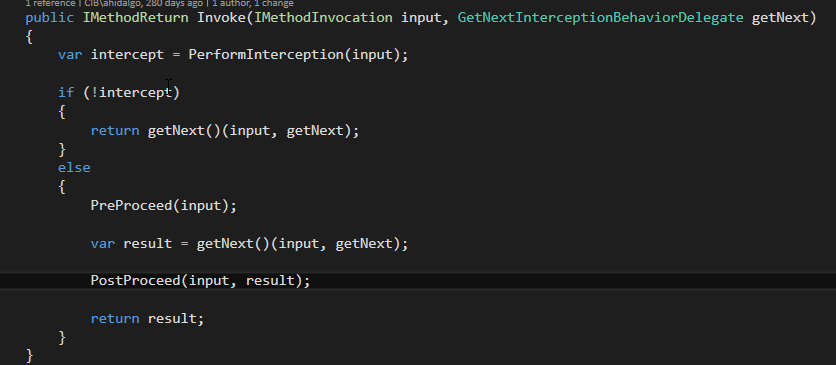 1 reference | CIB\ahidalgo, 280 days ago | 1 author, 1 change
public IMethodReturn Invoke(IMethodInvocation input, GetNextInterceptionBehaviorDelegate getNext)
{
var intercept = PerformInterception(input);
if (!intercept)
{
return getNext()(input, getNext);
}
else
{
PreProceed(input);
var result = getNext()(input, getNext);
PostProceed(input, result);
return result;
}
}